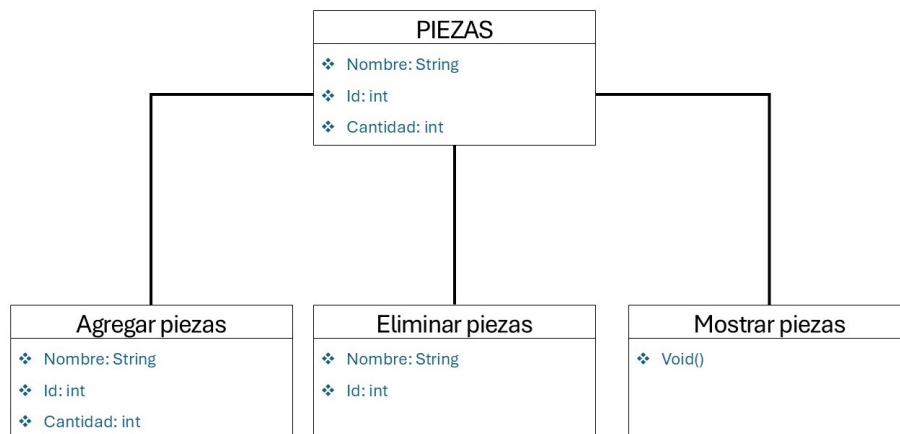 PIEZAS
❖ Nombre: String
❖ Id: int
❖ Cantidad: int
Agregar piezas
❖ Nombre: String
❖ Id: int
❖ Cantidad: int
Eliminar piezas
❖ Nombre: String
❖ Id: int
Mostrar piezas
❖ Void()